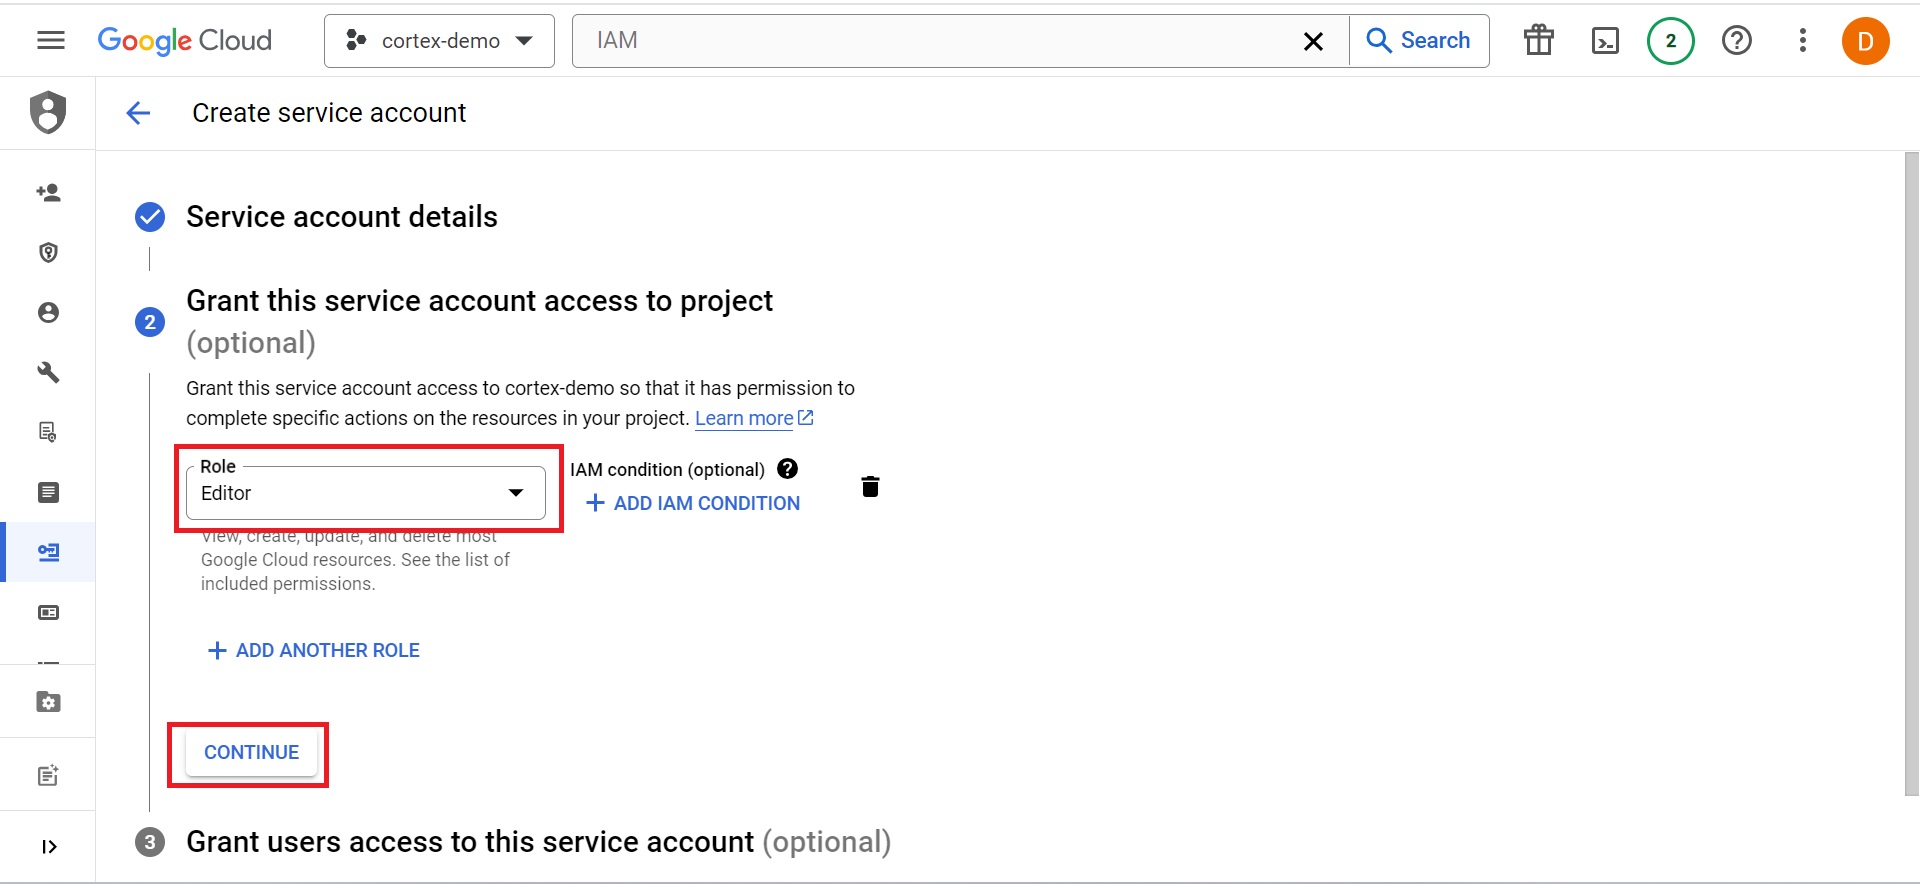 Google Cloud
cortex-demo
IAM
Search
2
D
Create service account
Service account details
2
Grant this service account access to project
(optional)
Grant this service account access to cortex-demo so that it has permission to
complete specific actions on the resources in your project. Learn more
Role
Editor
IAM condition (optional)
ADD IAM CONDITION
View, create, update, and delete most
Google Cloud resources. See the list of
included permissions.
ADD ANOTHER ROLE
CONTINUE
3
Grant users access to this service account (optional)